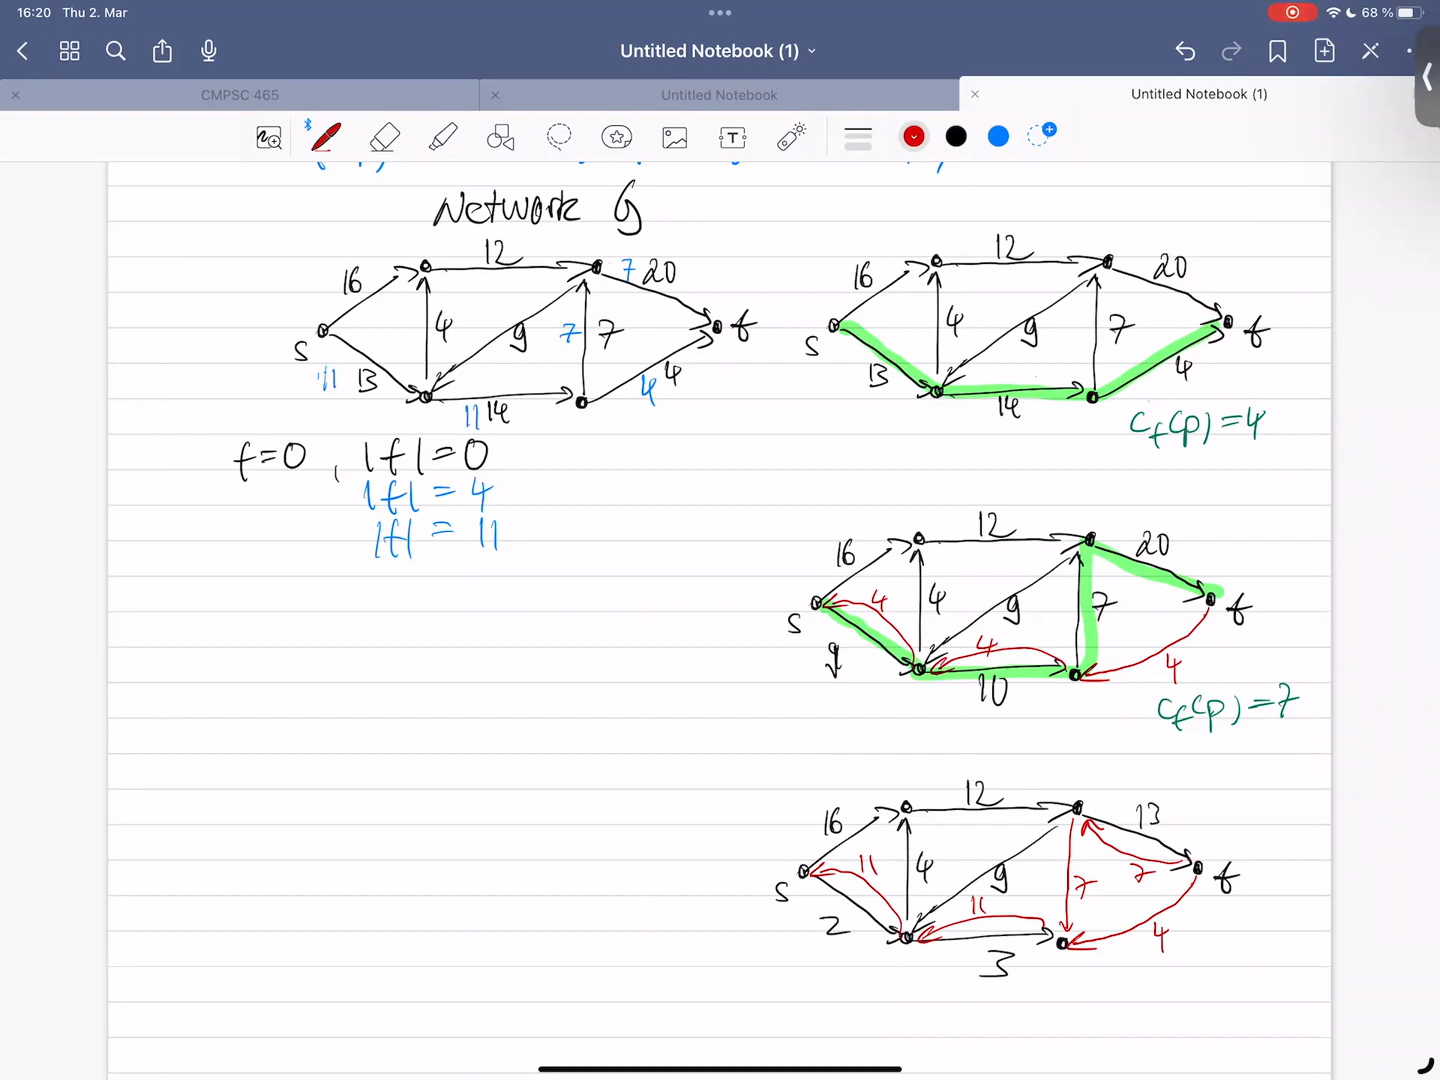 16:20 Thu 2. Mar
68 %
Untitled Notebook (1)
CMPSC 465
Untitled Notebook
Untitled Notebook (1)
Network G
16 12 7 20
4 9 7 7
s t
11 13 11 14 4 4
f=0 , |f|=0
|f| = 4
|f| = 11
16 12 20
s 4 9 7 t
13 14 4
Cf(p) = 4
16 12 20
s 4 4 9 7 t
9 4 10 4
Cf(p) = 7
16 12 13
s 11 4 9 7 7 t
2 11 3 4